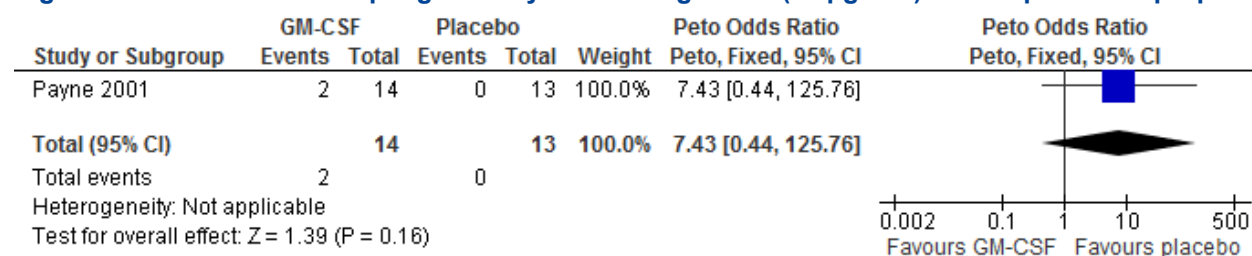 GM-CSF Placebo Peto Odds Ratio Peto Odds Ratio
Study or Subgroup Events Total Events Total Weight Peto, Fixed, 95% CI Peto, Fixed, 95% CI
Payne 2001 2 14 0 13 100.0% 7.43 [0.44, 125.76]
Total (95% CI) 14 13 100.0% 7.43 [0.44, 125.76]
Total events 2 0
Heterogeneity: Not applicable
Test for overall effect: Z = 1.39 (P = 0.16)
0.002 0.1 1 10 500
Favours GM-CSF Favours placebo